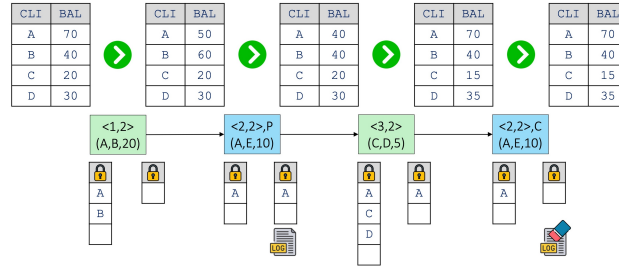 CLI BAL
A 70
B 40
C 20
D 30
CLI BAL
A 50
B 60
C 20
D 30
CLI BAL
A 40
B 40
C 20
D 30
CLI BAL
A 70
B 40
C 15
D 35
CLI BAL
A 70
B 40
C 15
D 35
<1,2>
(A,B,20)
<2,2>,P
(A,E,10)
<3,2>
(C,D,5)
<2,2>,C
(A,E,10)
A
B
A
A
A
C
D
A
A
LOG
LOG